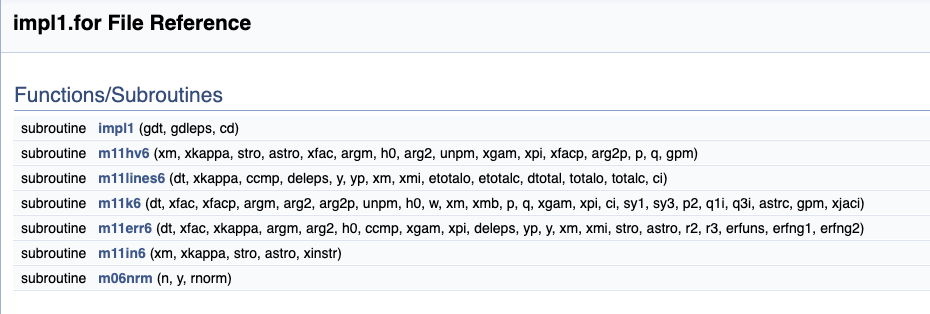 impl1.for File Reference
Functions/Subroutines
subroutine impl1 (gdt, gdleps, cd)
subroutine m11hv6 (xm, xkappa, stro, astro, xfac, argm, h0, arg2, unpm, xgam, xpi, xfacp, arg2p, p, q, gpm)
subroutine m11lines6 (dt, xkappa, ccmp, deleps, y, yp, xm, xmi, etotalo, etotalc, dtotal, totalo, totalc, ci)
subroutine m11k6 (dt, xfac, xfacp, argm, arg2, arg2p, unpm, h0, w, xm, xmb, p, q, xgam, xpi, ci, sy1, sy3, p2, q1i, q3i, astrc, gpm, xjaci)
subroutine m11err6 (dt, xfac, xkappa, argm, arg2, h0, ccmp, xgam, xpi, deleps, yp, y, xm, xmi, stro, astro, r2, r3, erfuns, erfng1, erfng2)
subroutine m11in6 (xm, xkappa, stro, astro, xinstr)
subroutine m06nrm (n, y, rnorm)